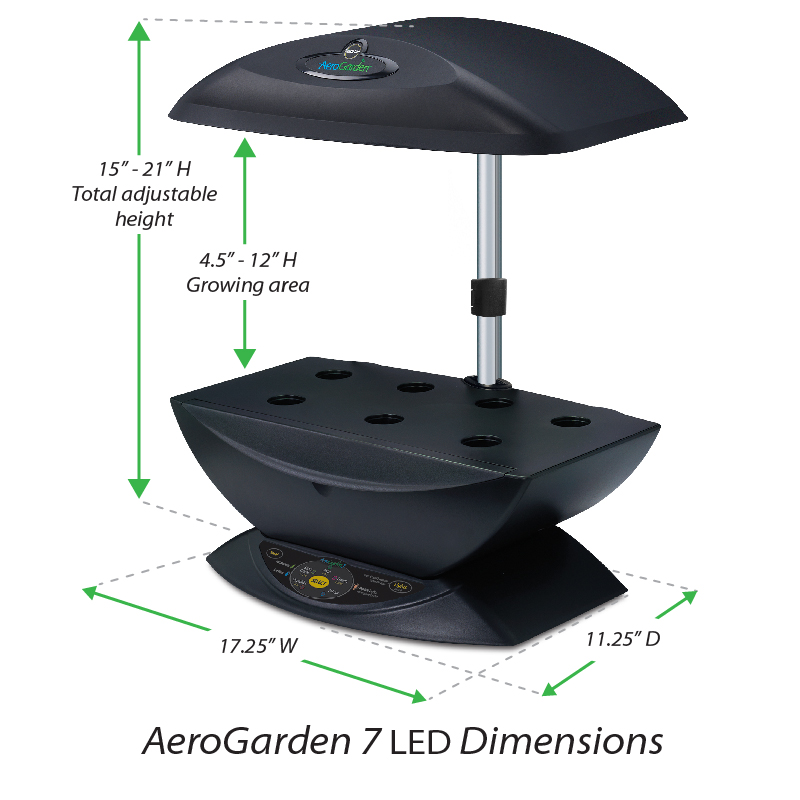 AeroGarden
15” - 21” H
Total adjustable
height
4.5” - 12” H
Growing area
SELECT
17.25” W
11.25” D
AeroGarden 7 LED Dimensions